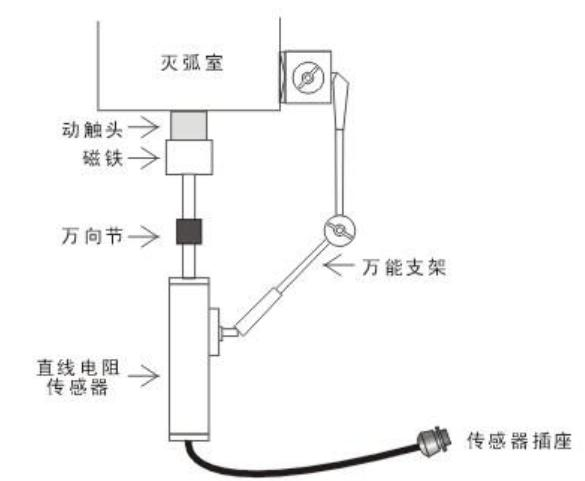 灭弧室
动触头
磁铁
万向节
万能支架
直线电阻
传感器
传感器插座